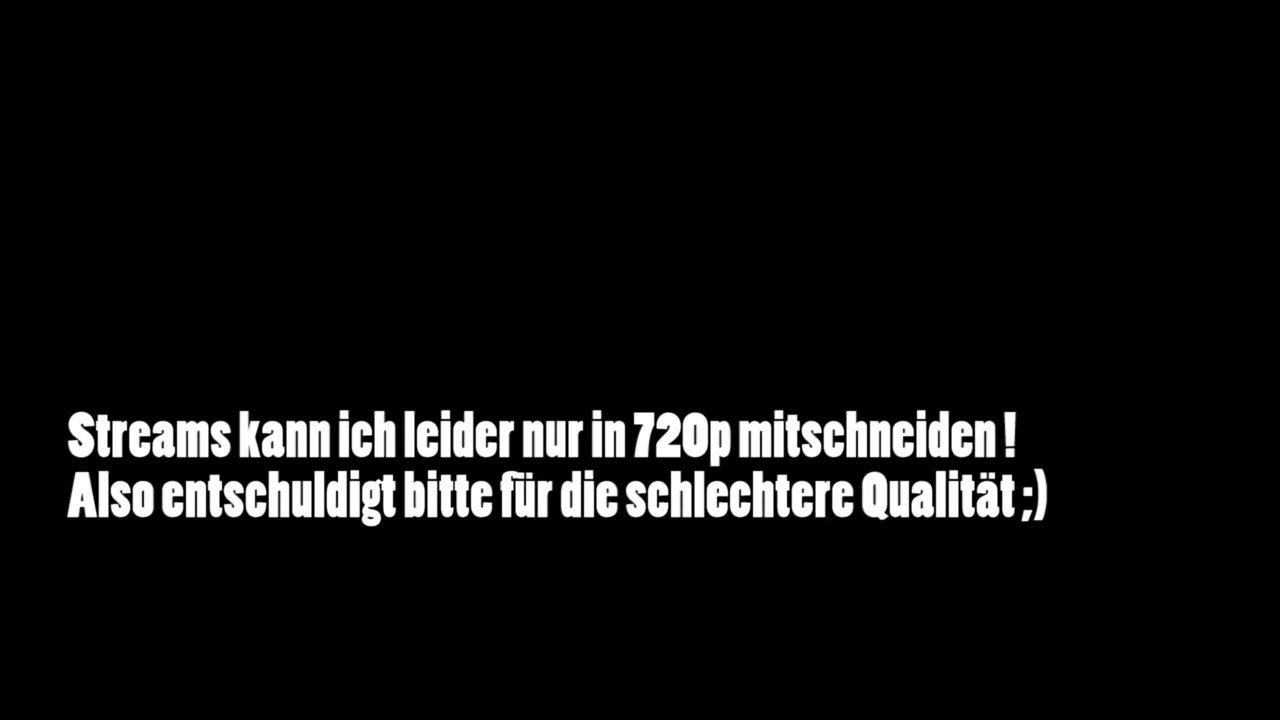 Streams kann ich leider nur in 720p mitschneiden !
Also entschuldigt bitte für die schlechtere Qualität ;)